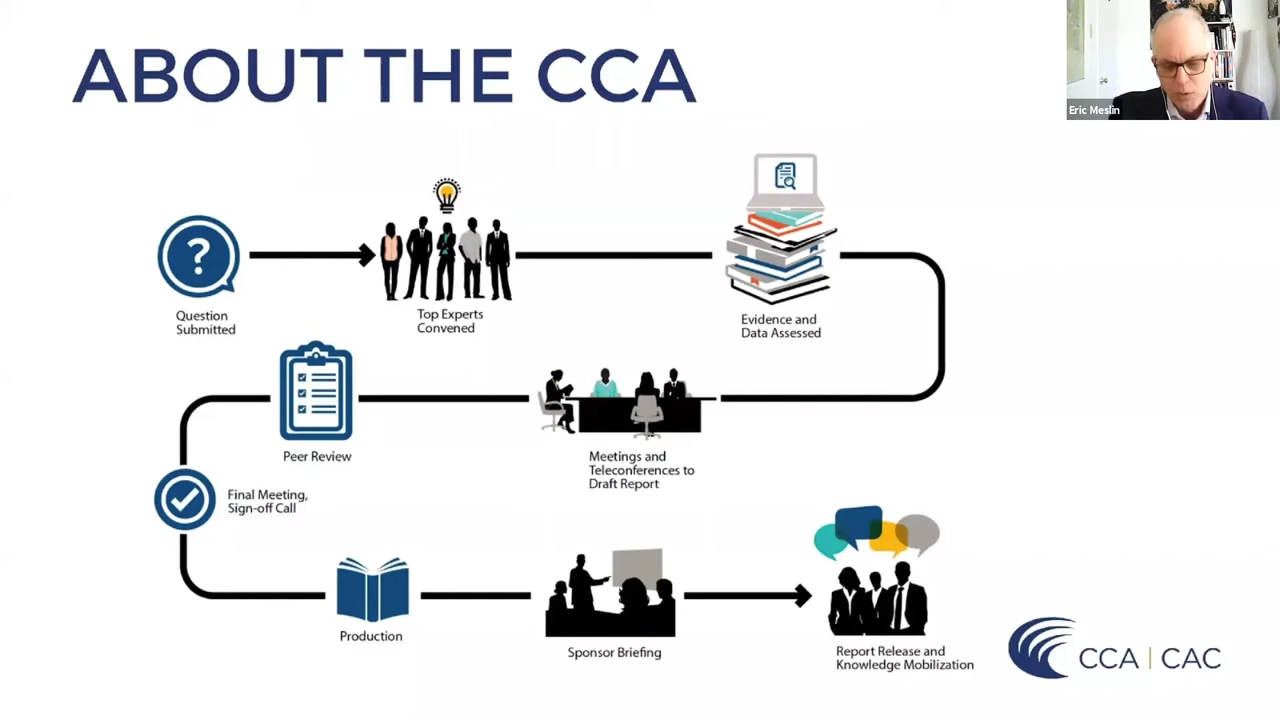 ABOUT THE CCA
Eric Meslin
?
Question
Submitted
Top Experts
Convened
Evidence and
Data Assessed
Peer Review
Meetings and
Teleconferences to
Draft Report
Final Meeting,
Sign-off Call
Production
Sponsor Briefing
Report Release and
Knowledge Mobilization
CCA | CAC